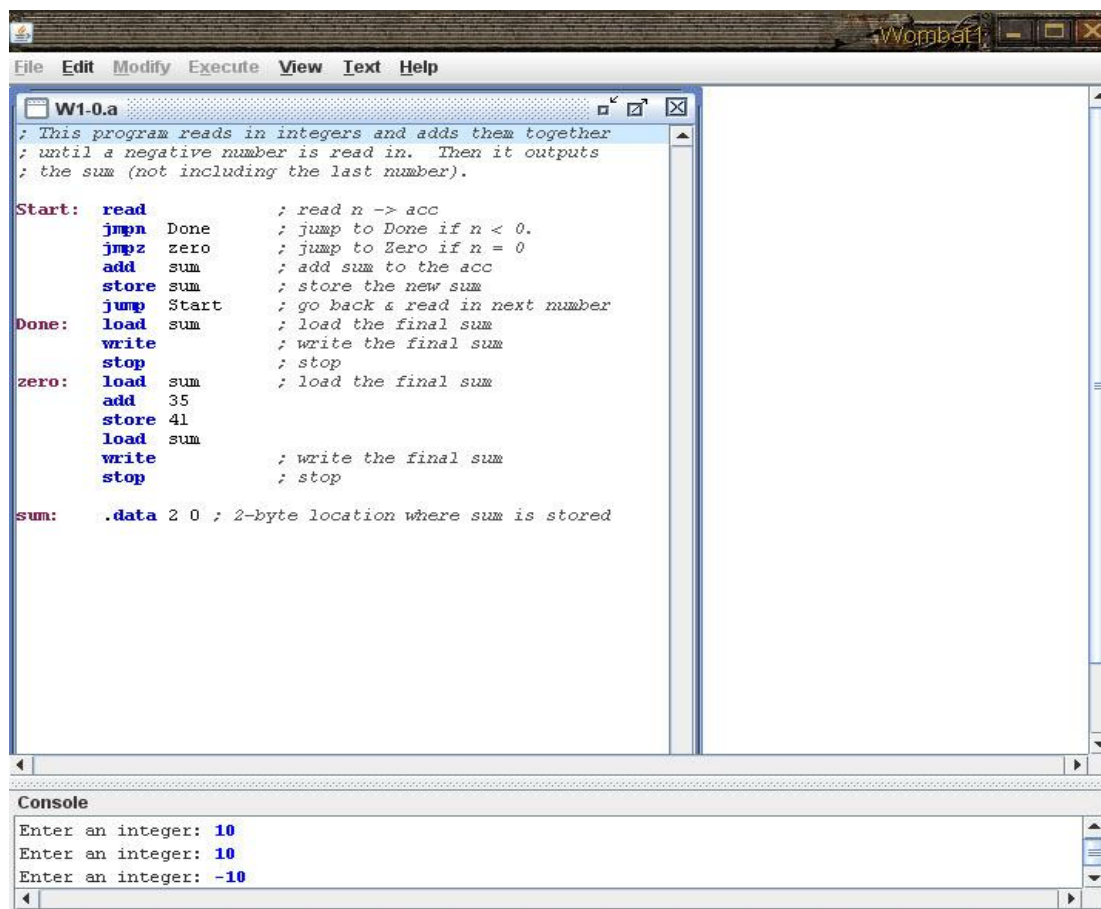 Wombat1
File Edit Modify Execute View Text Help
W1-0.a
; This program reads in integers and adds them together
; until a negative number is read in.  Then it outputs
; the sum (not including the last number).
Start:  read            ; read n -> acc
        jmpn  Done      ; jump to Done if n < 0.
        jmpz  zero      ; jump to Zero if n = 0
        add   sum       ; add sum to the acc
        store sum       ; store the new sum
        jump  Start     ; go back & read in next number
Done:   load  sum       ; load the final sum
        write           ; write the final sum
        stop            ; stop
zero:   load  sum       ; load the final sum
        add   35
        store 41
        load  sum
        write           ; write the final sum
        stop            ; stop
sum:    .data 2 0 ; 2-byte location where sum is stored
Console
Enter an integer: 10
Enter an integer: 10
Enter an integer: -10